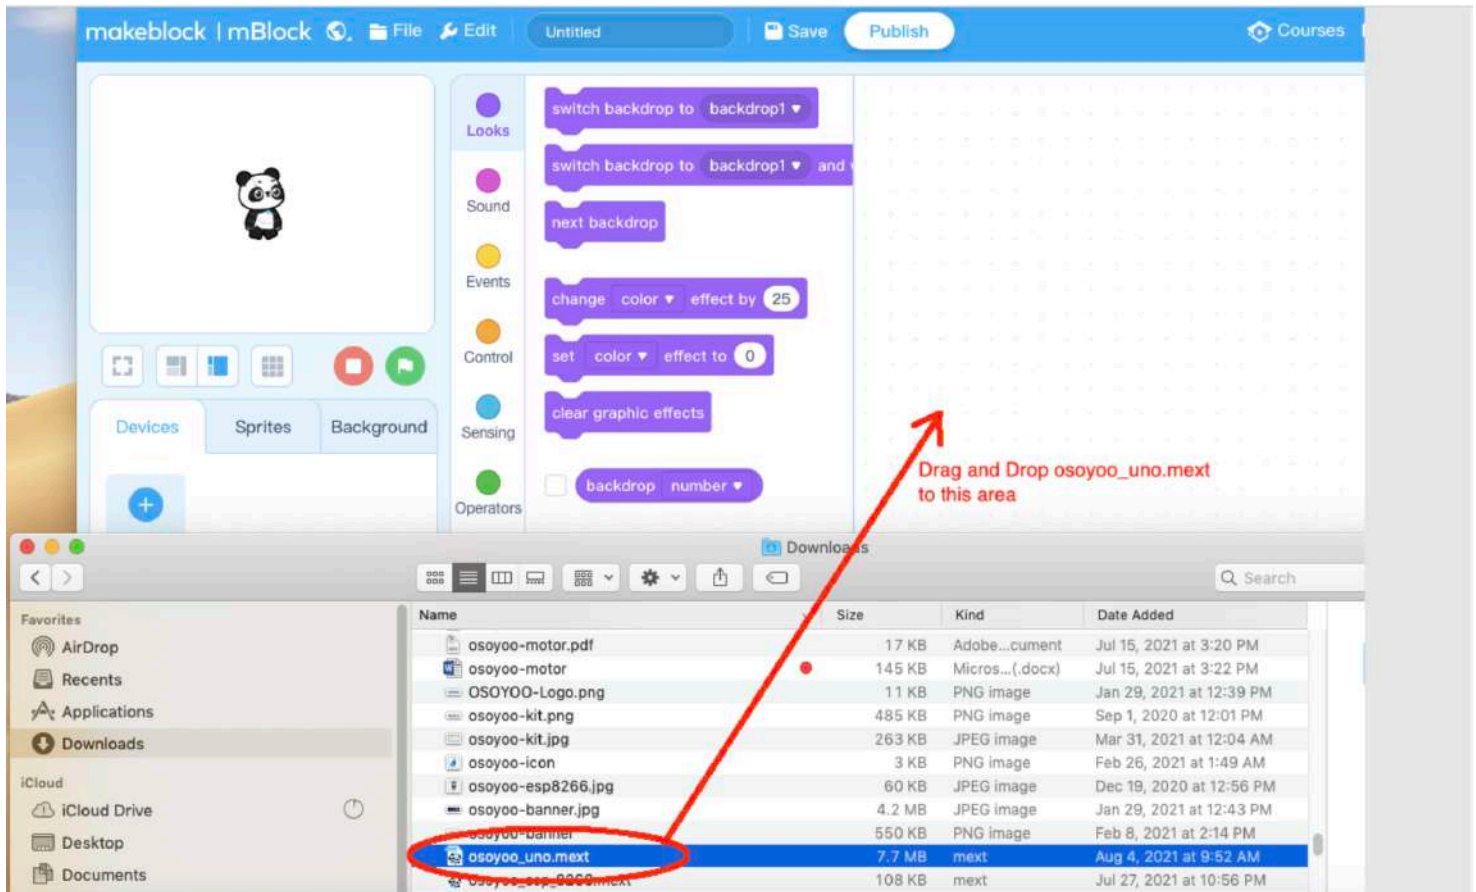 makeblock | mBlock File Edit Untitled Save Publish Courses
switch backdrop to backdrop1
Looks
switch backdrop to backdrop1 and
Sound
next backdrop
Events
change color effect by 25
Control
set color effect to 0
clear graphic effects
Sensing
Devices Sprites Background
backdrop number
Operators
Drag and Drop osoyoo_uno.mext
to this area
Downloads
Search
Favorites
AirDrop
Recents
Applications
Downloads
iCloud
iCloud Drive
Desktop
Documents
Name Size Kind Date Added
osoyoo-motor.pdf 17 KB Adobe...cument Jul 15, 2021 at 3:20 PM
osoyoo-motor 145 KB Micros...(.docx) Jul 15, 2021 at 3:22 PM
OSOYOO-Logo.png 11 KB PNG image Jan 29, 2021 at 12:39 PM
osoyoo-kit.png 485 KB PNG image Sep 1, 2020 at 12:01 PM
osoyoo-kit.jpg 263 KB JPEG image Mar 31, 2021 at 12:04 AM
osoyoo-icon 3 KB PNG image Feb 26, 2021 at 1:49 AM
osoyoo-esp8266.jpg 60 KB JPEG image Dec 19, 2020 at 12:56 PM
osoyoo-banner.jpg 4.2 MB JPEG image Jan 29, 2021 at 12:43 PM
osoyoo-banner 550 KB PNG image Feb 8, 2021 at 2:14 PM
osoyoo_uno.mext 7.7 MB mext Aug 4, 2021 at 9:52 AM
osoyoo_esp_8266.mext 108 KB mext Jul 27, 2021 at 10:56 PM